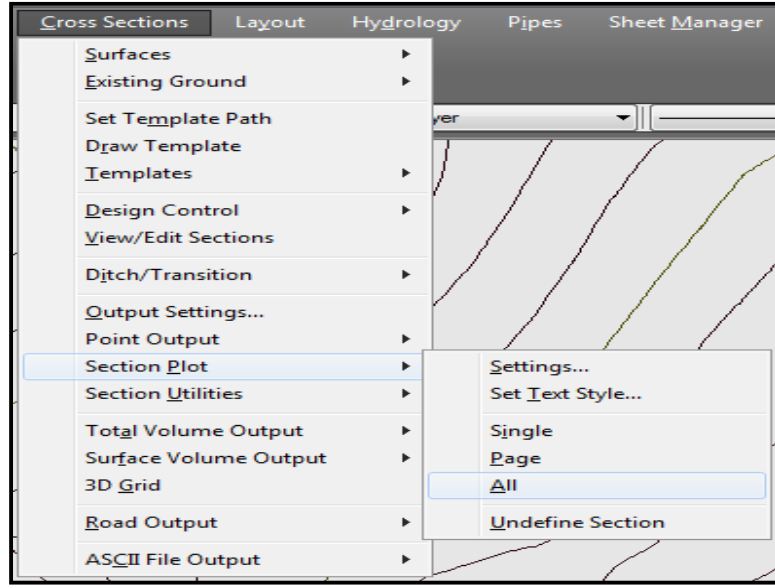 Cross Sections Layout Hydrology Pipes Sheet Manager
Surfaces
Existing Ground
yer
Set Template Path
Draw Template
Templates
Design Control
View/Edit Sections
Ditch/Transition
Output Settings...
Point Output
Section Plot
Section Utilities
Total Volume Output
Surface Volume Output
3D Grid
Road Output
ASCII File Output
Settings...
Set Text Style...
Single
Page
All
Undefine Section